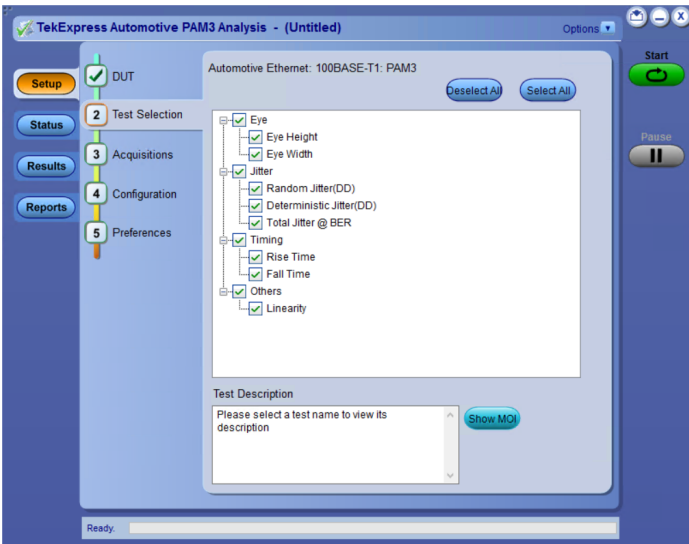 TekExpress Automotive PAM3 Analysis - (Untitled)
Options
Start
Pause
Setup
Status
Results
Reports
DUT
2 Test Selection
3 Acquisitions
4 Configuration
5 Preferences
Automotive Ethernet: 100BASE-T1: PAM3
Deselect All
Select All
Eye
Eye Height
Eye Width
Jitter
Random Jitter(DD)
Deterministic Jitter(DD)
Total Jitter @ BER
Timing
Rise Time
Fall Time
Others
Linearity
Test Description
Please select a test name to view its
description
Show MOI
Ready.